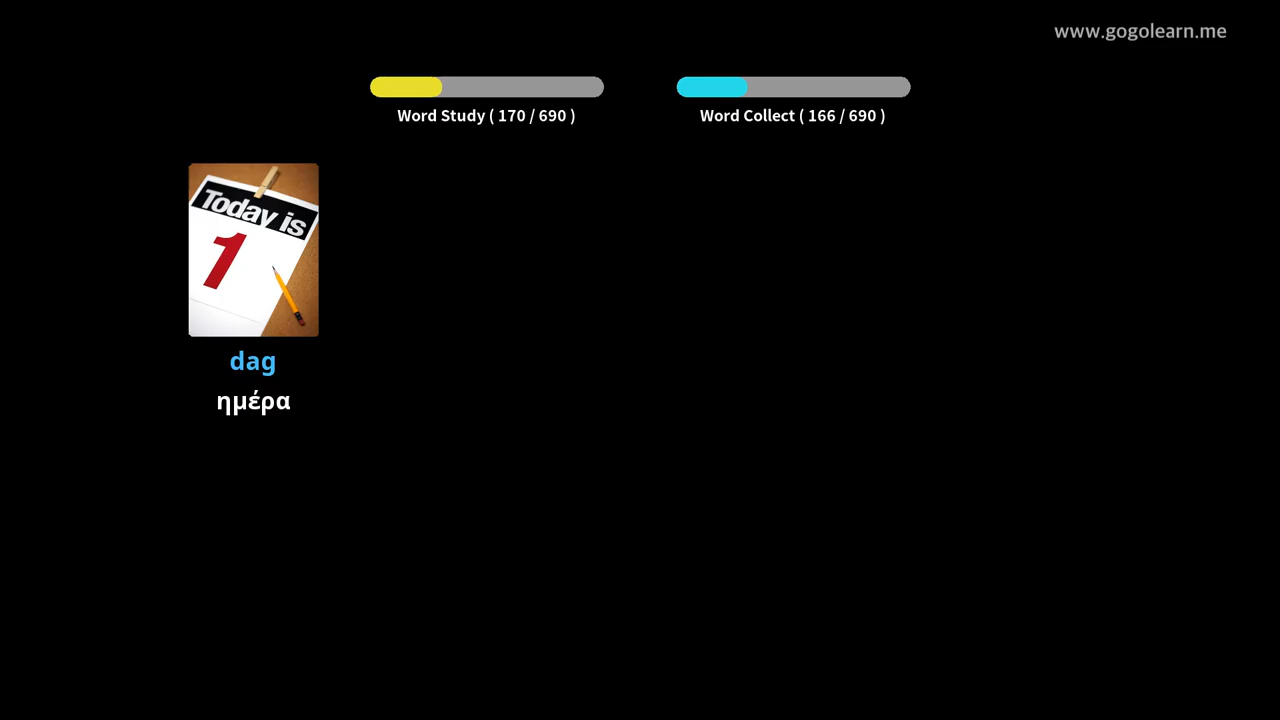 www.gogolearn.me
Word Study ( 170 / 690 )
Word Collect ( 166 / 690 )
Today is
1
dag
ημέρα